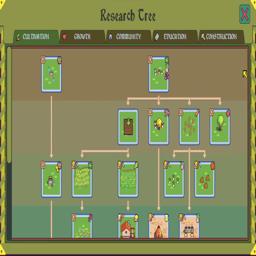 Research Tree
CULTIVATION
GROWTH
COMMUNITY
EDUCATION
CONSTRUCTION